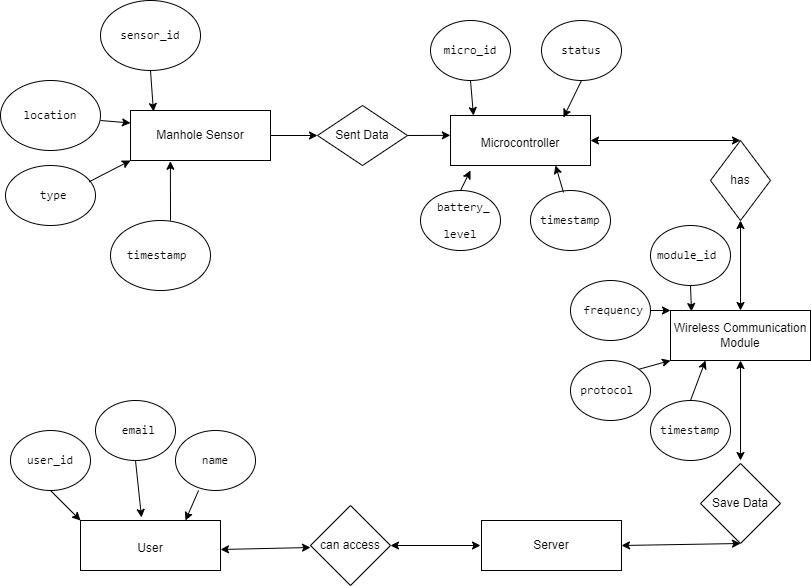 sensor_id
micro_id
status
location
Manhole Sensor
Sent Data
Microcontroller
has
type
battery_
level
timestamp
timestamp
module_id
frequency
Wireless Communication
Module
protocol
timestamp
email
user_id
name
Save Data
User
can access
Server